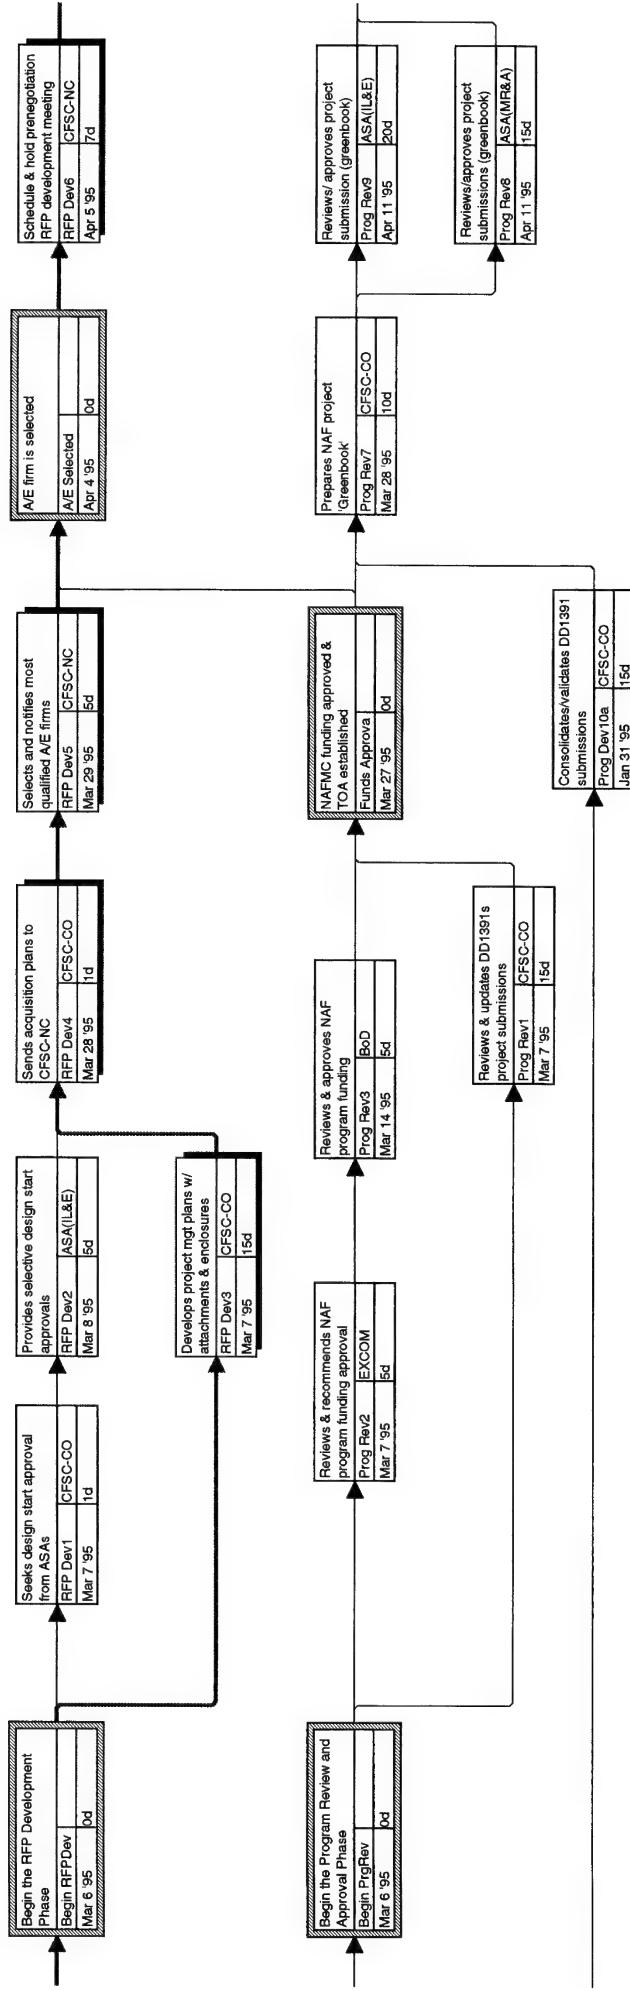 Begin the RFP Development
Phase
Begin RFPDev
Mar 6 '95 0d
Seeks design start approval
from ASAs
RFP Dev1 CFSC-CO
Mar 7 '95 1d
Provides selective design start
approvals
RFP Dev2 ASA(IL&E)
Mar 8 '95 5d
Develops project mgt plans w/
attachments & enclosures
RFP Dev3 CFSC-CO
Mar 7 '95 15d
Sends acquisition plans to
CFSC-NC
RFP Dev4 CFSC-CO
Mar 28 '95 1d
Selects and notifies most
qualified A/E firms
RFP Dev5 CFSC-NC
Mar 29 '95 5d
A/E firm is selected
A/E Selected
Apr 4 '95 0d
Schedule & hold prenegotiation
RFP development meeting
RFP Dev6 CFSC-NC
Apr 5 '95 7d
Begin the Program Review and
Approval Phase
Begin PrgRev
Mar 6 '95 0d
Reviews & recommends NAF
program funding approval
Prog Rev2 EXCOM
Mar 7 '95 5d
Reviews & approves NAF
program funding
Prog Rev3 BoD
Mar 14 '95 5d
Reviews & updates DD1391s
project submissions
Prog Rev1 CFSC-CO
Mar 7 '95 15d
NAFMC funding approved &
TOA established
Funds Approva
Mar 27 '95 0d
Prepares NAF project
'Greenbook'
Prog Rev7 CFSC-CO
Mar 28 '95 10d
Reviews/ approves project
submission (greenbook)
Prog Rev9 ASA(IL&E)
Apr 11 '95 20d
Reviews/approves project
submissions (greenbook)
Prog Rev8 ASA(MR&A)
Apr 11 '95 15d
Consolidates/validates DD1391
submissions
Prog Dev10a CFSC-CO
Jan 31 '95 15d